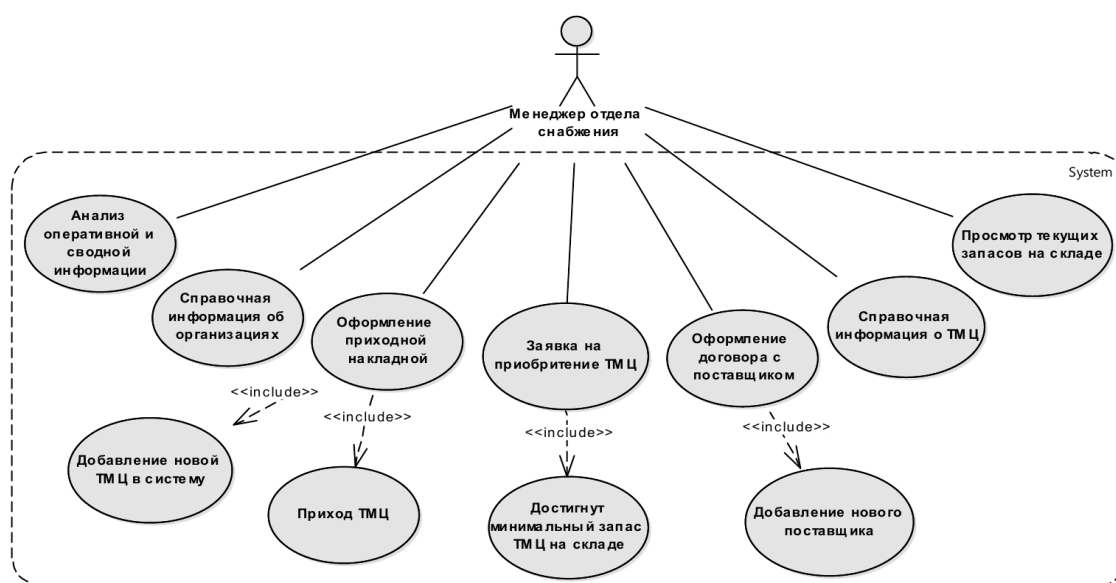 Менеджер отдела
снабжения
System
Анализ
оперативной и
сводной
информации
Справочная
информация об
организациях
Оформление
приходной
накладной
Заявка на
приобритение ТМЦ
Оформление
договора с
поставщиком
Справочная
информация о ТМЦ
Просмотр текущих
запасов на складе
<<include>>
<<include>>
<<include>>
<<include>>
Добавление новой
ТМЦ в систему
Приход ТМЦ
Достигнут
минимальный запас
ТМЦ на складе
Добавление нового
поставщика